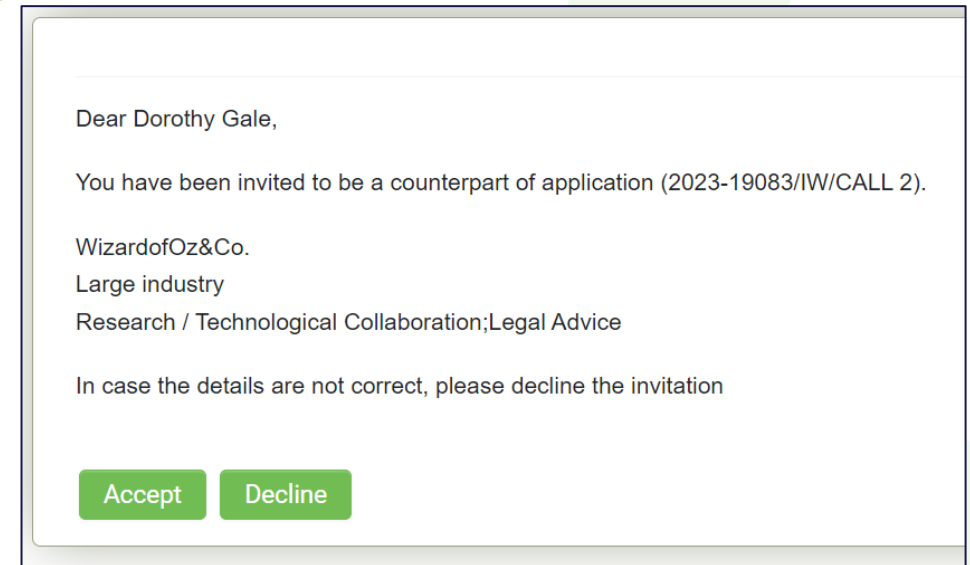 Dear Dorothy Gale,
You have been invited to be a counterpart of application (2023-19083/IW/CALL 2).
WizardofOz&Co.
Large industry
Research / Technological Collaboration;Legal Advice
In case the details are not correct, please decline the invitation
Accept
Decline